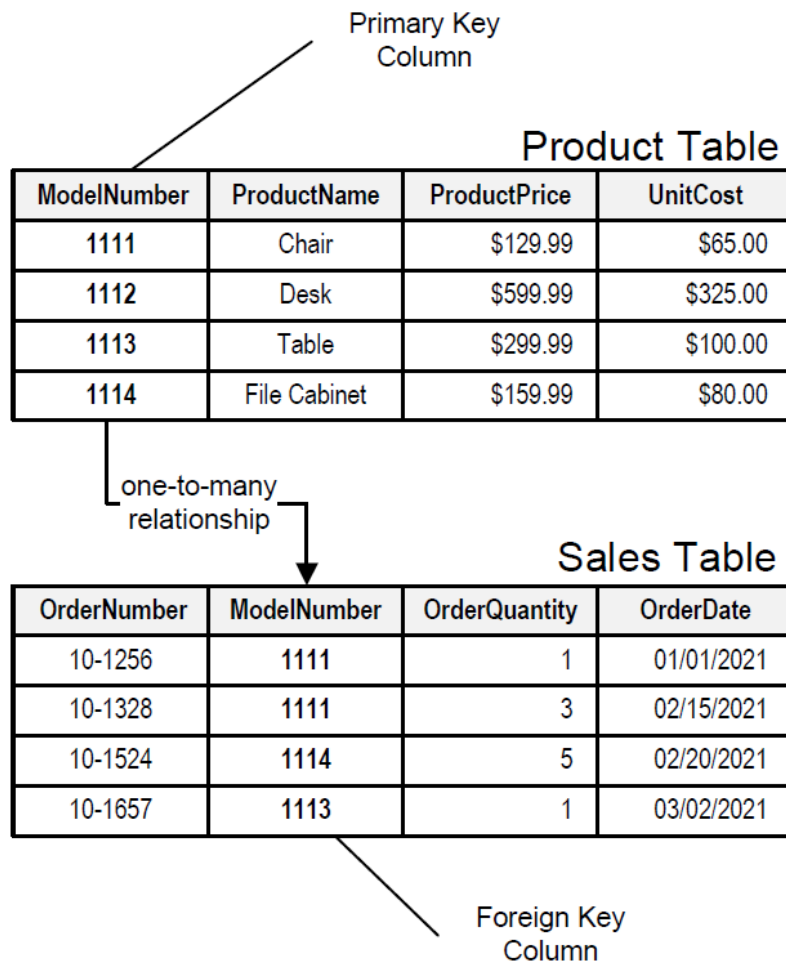 Primary Key
Column
Product Table
ModelNumber ProductName ProductPrice UnitCost
1111 Chair $129.99 $65.00
1112 Desk $599.99 $325.00
1113 Table $299.99 $100.00
1114 File Cabinet $159.99 $80.00
one-to-many
relationship
Sales Table
OrderNumber ModelNumber OrderQuantity OrderDate
10-1256 1111 1 01/01/2021
10-1328 1111 3 02/15/2021
10-1524 1114 5 02/20/2021
10-1657 1113 1 03/02/2021
Foreign Key
Column